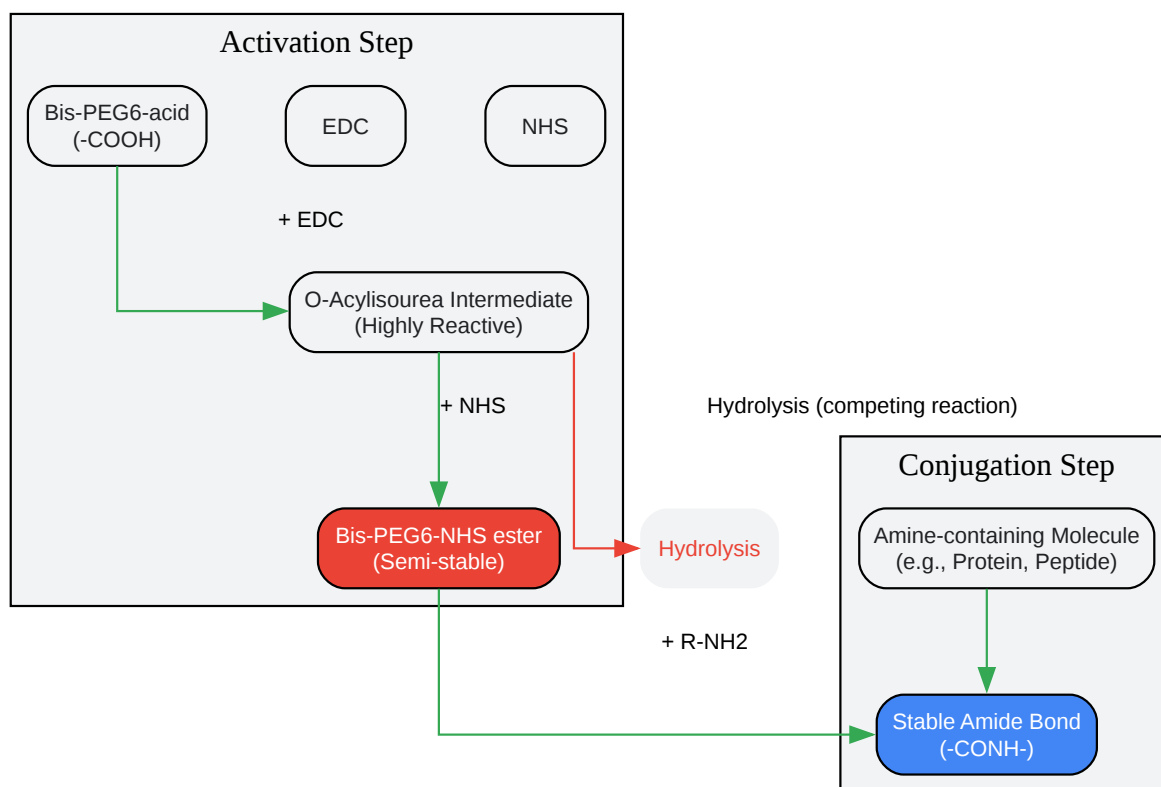 Activation Step
Bis-PEG6-acid
(-COOH)
EDC
NHS
+ EDC
O-Acylisourea Intermediate
(Highly Reactive)
+ NHS
Hydrolysis (competing reaction)
Bis-PEG6-NHS ester
(Semi-stable)
Hydrolysis
+ R-NH2
Conjugation Step
Amine-containing Molecule
(e.g., Protein, Peptide)
Stable Amide Bond
(-CONH-)